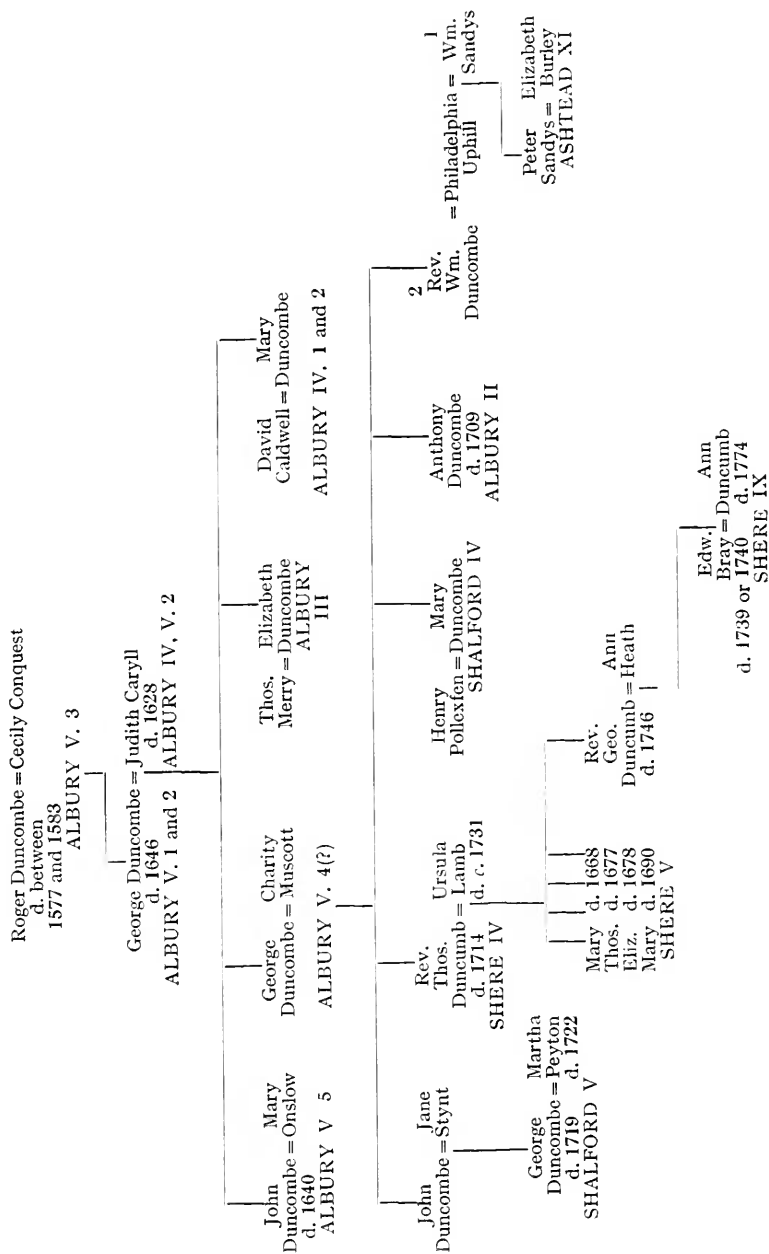 Roger Duncombe = Cecily Conquest
d. between
1577 and 1583
ALBURY V. 3
George Duncombe = Judith Caryll
d. 1646 d. 1628
ALBURY V. 1 and 2 ALBURY IV, V. 2
John Mary
Duncombe = Onslow
d. 1640
ALBURY V 5
George Charity
Duncombe = Muscott
ALBURY V. 4(?)
Thos. Elizabeth
Merry = Duncombe
ALBURY
III
David Mary
Caldwell = Duncombe
ALBURY IV. 1 and 2
John Jane
Duncombe = Stynt
Rev.
Thos. Ursula
Duncumb = Lamb
d. 1714 d. c. 1731
SHERE IV
Henry Mary
Pollexfen = Duncombe
SHALFORD IV
Anthony
Duncombe
d. 1709
ALBURY II
2
Rev.
Wm.
Duncombe
1
= Philadelphia = Wm.
Uphill Sandys
George Martha
Duncombe = Peyton
d. 1719 d. 1722
SHALFORD V
Mary d. 1668
Thos. d. 1677
Eliz. d. 1678
Mary d. 1690
SHERE V
Rev.
Geo. Ann
Duncumb = Heath
d. 1746
Peter Elizabeth
Sandys = Burley
ASHTEAD XI
Edw. Ann
Bray = Duncumb
d. 1739 or 1740 d. 1774
SHERE IX